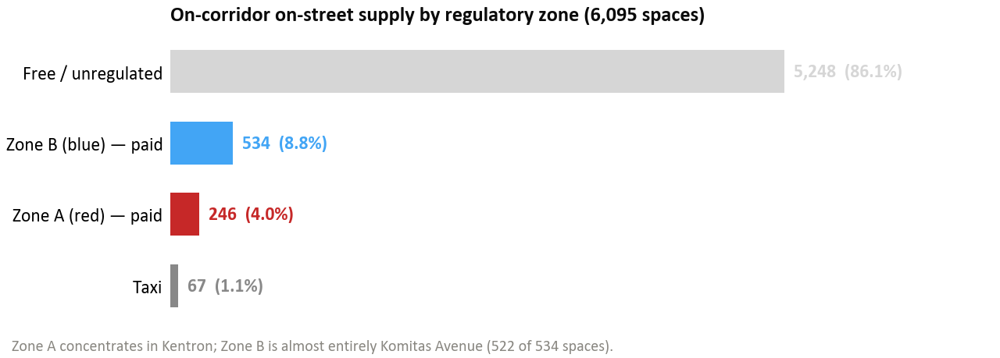 On-corridor on-street supply by regulatory zone (6,095 spaces)
Free / unregulated 5,248 (86.1%)
Zone B (blue) — paid 534 (8.8%)
Zone A (red) — paid 246 (4.0%)
Taxi 67 (1.1%)
Zone A concentrates in Kentron; Zone B is almost entirely Komitas Avenue (522 of 534 spaces).